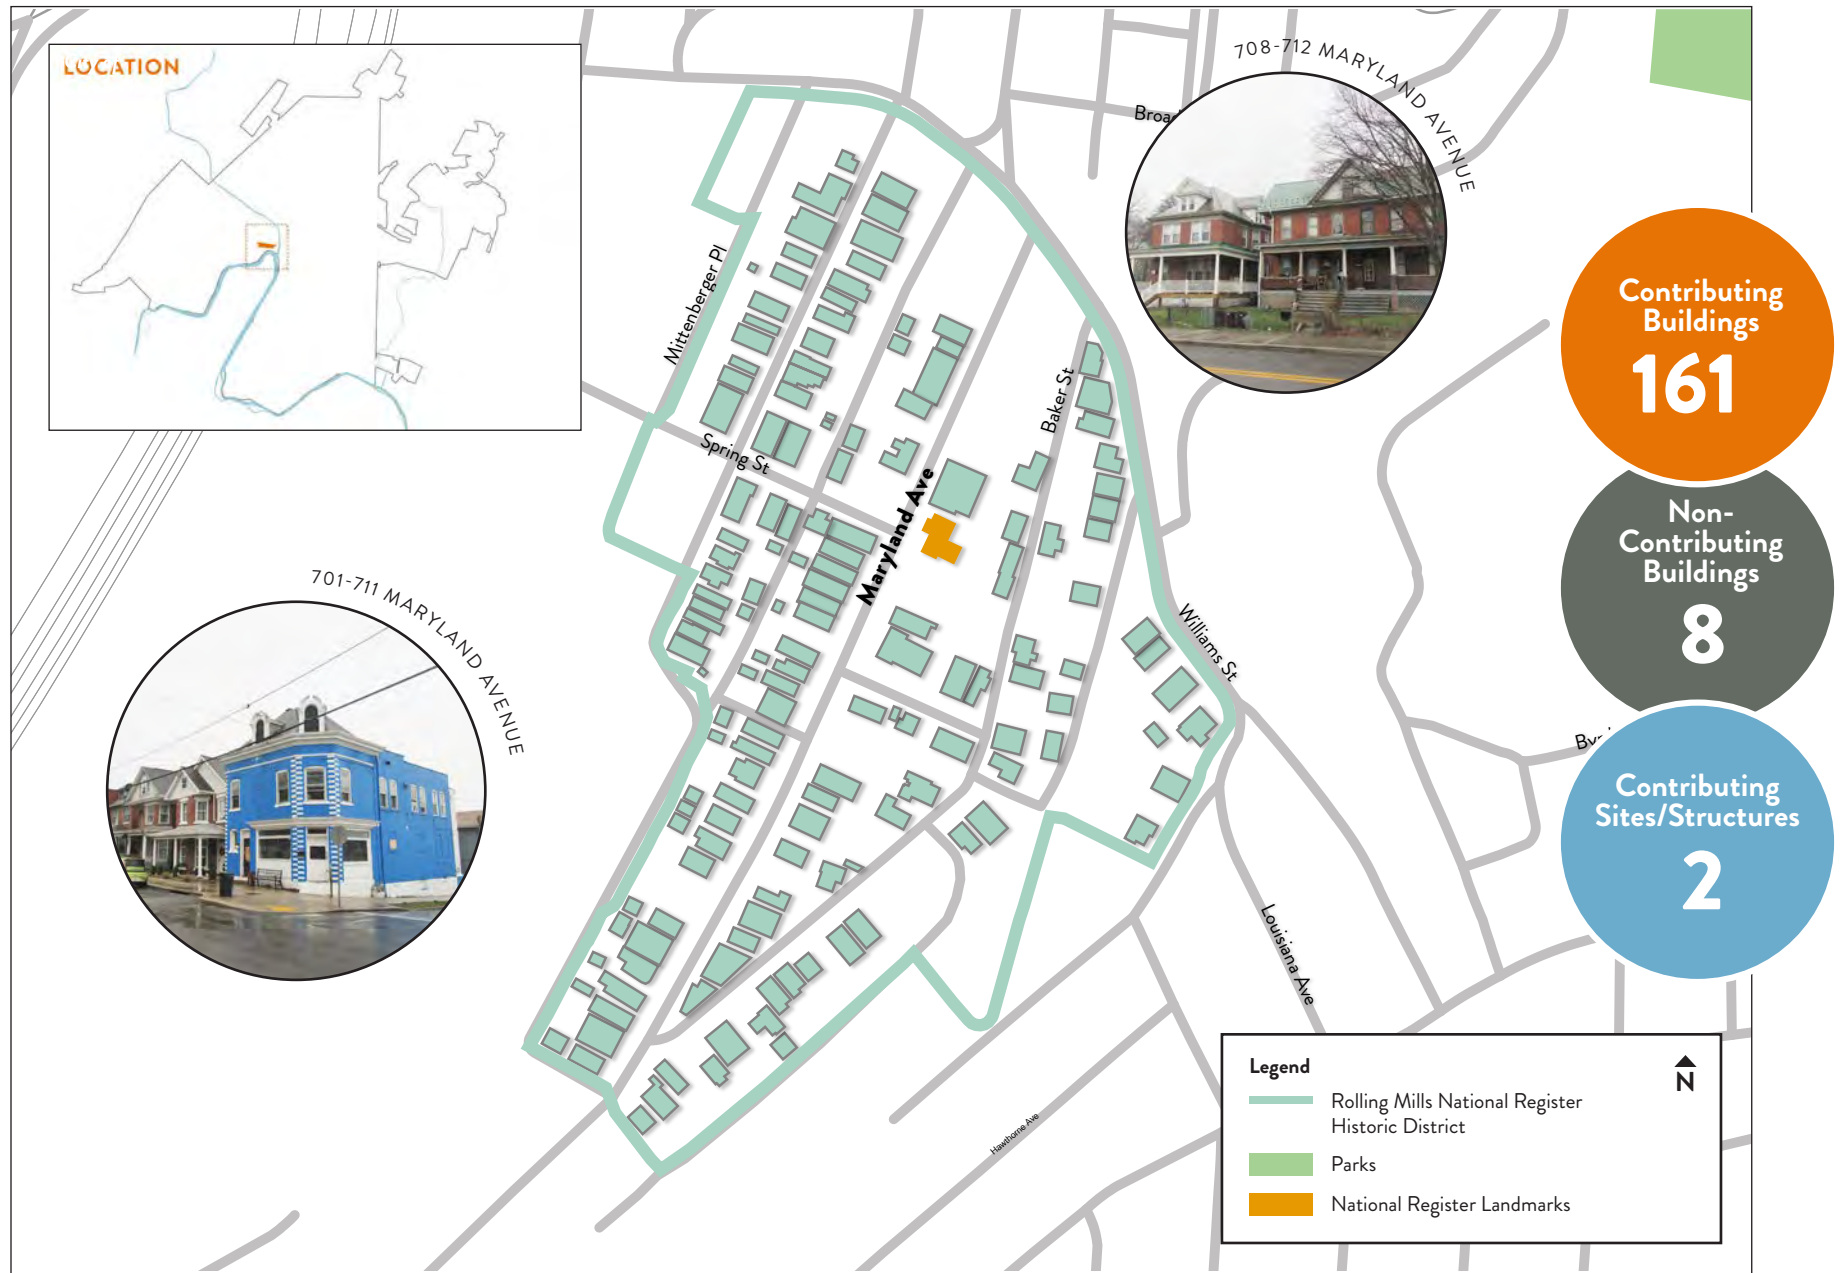 LOCATION
708-712 MARYLAND AVENUE
Mittenberger Pl
Spring St
Baker St
Maryland Ave
Williams St
Louisiana Ave
Hawthorne Ave
701-711 MARYLAND AVENUE
Contributing
Buildings
161
Non-
Contributing
Buildings
8
Contributing
Sites/Structures
2
Legend
N
Rolling Mills National Register
Historic District
Parks
National Register Landmarks